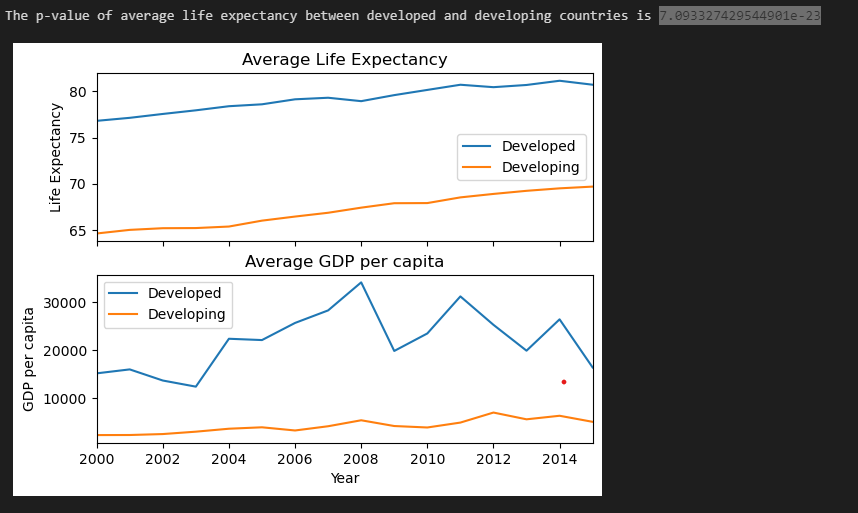 The p-value of average life expectancy between developed and developing countries is 7.093327429544901e-23
Average Life Expectancy
80
75
70
65
Life Expectancy
Developed
Developing
Average GDP per capita
30000
20000
10000
GDP per capita
Developed
Developing
2000 2002 2004 2006 2008 2010 2012 2014
Year